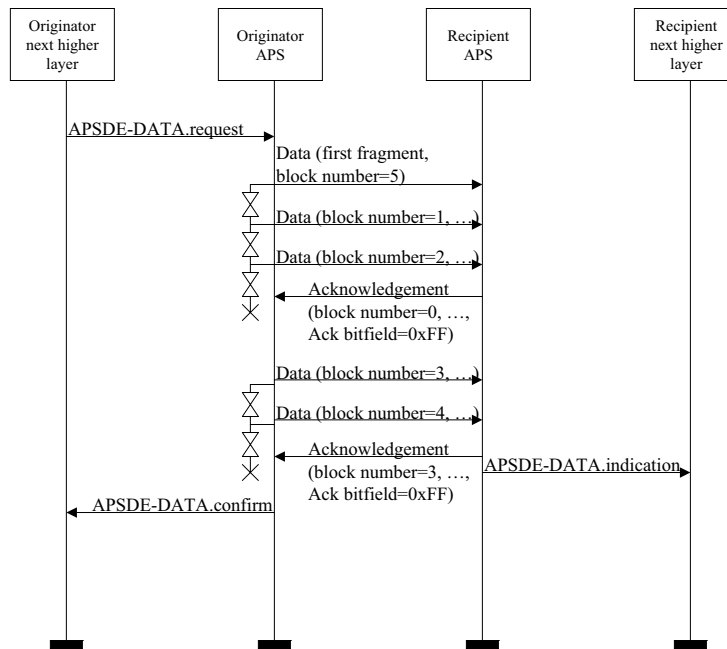 Originator
next higher
layer
Originator
APS
Recipient
APS
Recipient
next higher
layer
APSDE-DATA.request
Data (first fragment,
block number=5)
Data (block number=1, …)
Data (block number=2, …)
Acknowledgement
(block number=0, …,
Ack bitfield=0xFF)
Data (block number=3, …)
Data (block number=4, …)
Acknowledgement
(block number=3, …,
Ack bitfield=0xFF)
APSDE-DATA.indication
APSDE-DATA.confirm